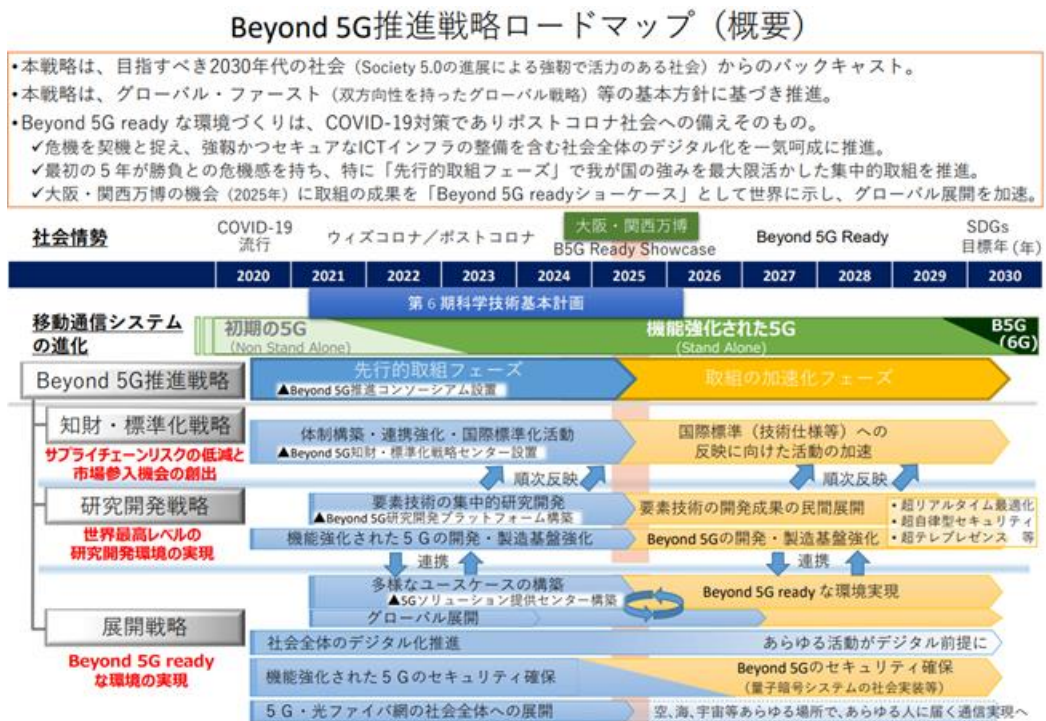 Beyond 5G推進戦略ロードマップ（概要）
•本戦略は、目指すべき2030年代の社会（Society 5.0の進展による強靭で活力のある社会）からのバックキャスト。
•本戦略は、グローバル・ファースト（双方向性を持ったグローバル戦略）等の基本方針に基づき推進。
•Beyond 5G ready な環境づくりは、COVID-19対策でありポストコロナ社会への備えそのもの。
✓危機を契機と捉え、強靭かつセキュアなICTインフラの整備を含む社会全体のデジタル化を一気呵成に推進。
✓最初の５年が勝負との危機感を持ち、特に「先行的取組フェーズ」で我が国の強みを最大限活かした集中的取組を推進。
✓大阪・関西万博の機会（2025年）に取組の成果を「Beyond 5G readyショーケース」として世界に示し、グローバル展開を加速。
社会情勢
COVID-19
流行
ウィズコロナ／ポストコロナ
大阪・関西万博
B5G Ready Showcase
Beyond 5G Ready
SDGs
目標年（年）
2020 2021 2022 2023 2024 2025 2026 2027 2028 2029 2030
第６期科学技術基本計画
移動通信システム
の進化
初期の5G
(Non Stand Alone)
機能強化された5G
(Stand Alone)
B5G
(6G)
Beyond 5G推進戦略
先行的取組フェーズ
▲Beyond 5G推進コンソーシアム設置
取組の加速化フェーズ
知財・標準化戦略
サプライチェーンリスクの低減と
市場参入機会の創出
体制構築・連携強化・国際標準化活動
▲Beyond 5G知財・標準化戦略センター設置
国際標準（技術仕様等）への
反映に向けた活動の加速
順次反映
順次反映
研究開発戦略
世界最高レベルの
研究開発環境の実現
要素技術の集中的研究開発
▲Beyond 5G研究開発プラットフォーム構築
要素技術の開発成果の民間展開
•超リアルタイム最適化
•超自律型セキュリティ
•超テレプレゼンス 等
機能強化された５Gの開発・製造基盤強化
Beyond 5Gの開発・製造基盤強化
連携
連携
多様なユースケースの構築
▲5Gソリューション提供センター構築
Beyond 5G ready な環境実現
グローバル展開
展開戦略
Beyond 5G ready
な環境の実現
社会全体のデジタル化推進
あらゆる活動がデジタル前提に
機能強化された５Gのセキュリティ確保
Beyond 5Gのセキュリティ確保
(量子暗号システムの社会実装等)
５G・光ファイバ網の社会全体への展開
空、海、宇宙等あらゆる場所で、あらゆる人に届く通信実現へ